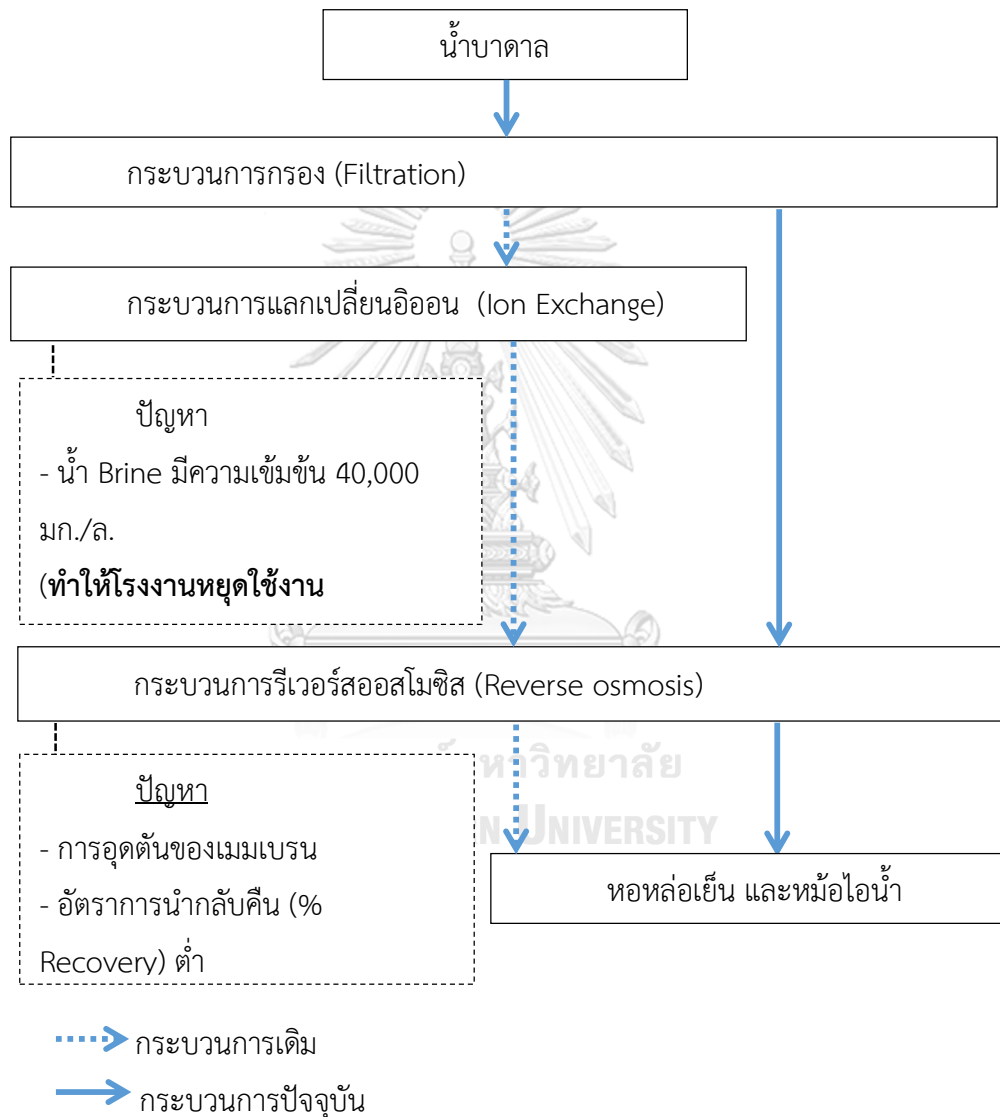 น้ำบาดาล
กระบวนการกรอง (Filtration)
กระบวนการแลกเปลี่ยนอิออน (Ion Exchange)
ปัญหา
- น้ำ Brine มีความเข้มข้น 40,000
มก./ล.
(ทำให้โรงงานหยุดใช้งาน
กระบวนการรีเวอร์สออสโมซิส (Reverse osmosis)
ปัญหา
- การอุดตันของเมมเบรน
- อัตราการนำกลับคืน (%
Recovery) ต่ำ
หาวิทยาลัย
N UNIVERSITY
หอหล่อเย็น และหม้อไอน้ำ
กระบวนการเดิม
กระบวนการปัจจุบัน